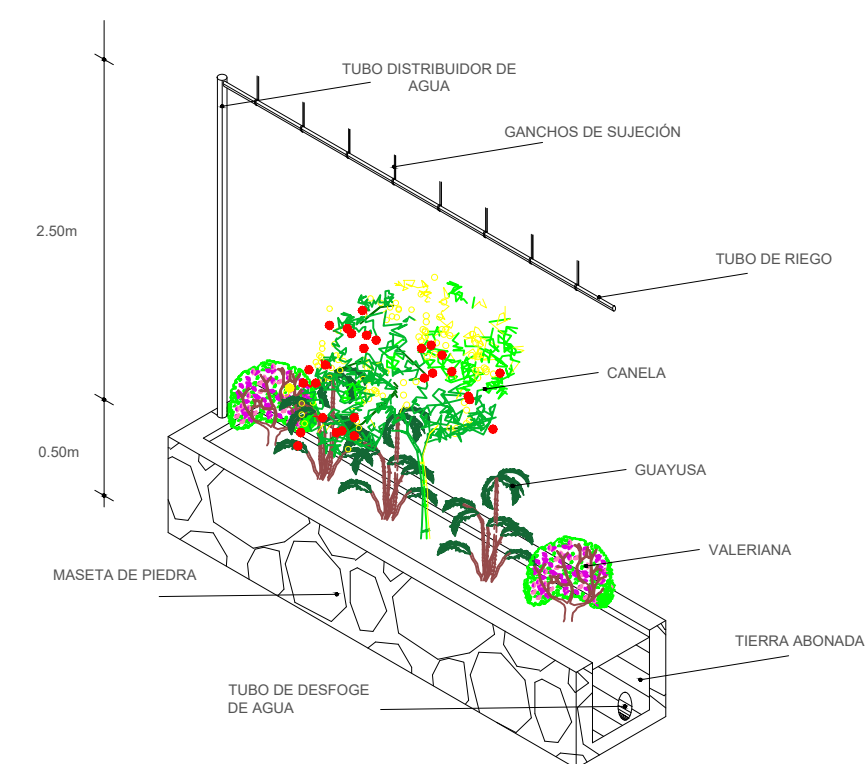 TUBO DISTRIBUIDOR DE
AGUA
GANCHOS DE SUJECIÓN
2.50m
TUBO DE RIEGO
CANELA
0.50m
GUAYUSA
VALERIANA
MASETA DE PIEDRA
TIERRA ABONADA
TUBO DE DESFOGE
DE AGUA